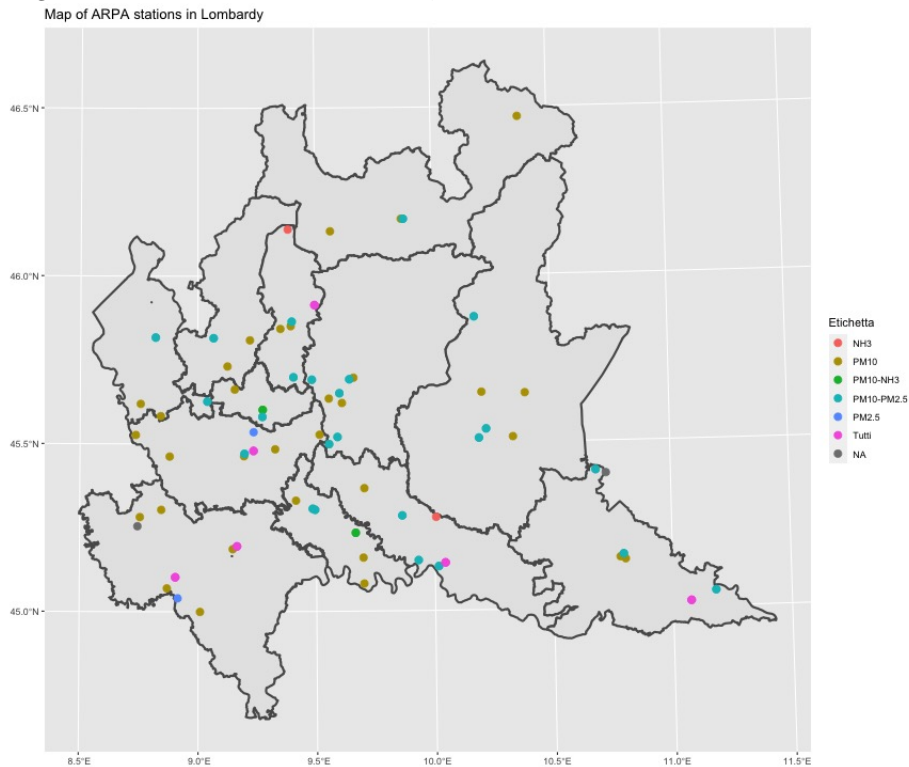 Map of ARPA stations in Lombardy
46.5°N
46.0°N
45.5°N
45.0°N
8.5°E 9.0°E 9.5°E 10.0°E 10.5°E 11.0°E 11.5°E
Etichetta
NH3
PM10
PM10-NH3
PM10-PM2.5
PM2.5
Tutti
NA